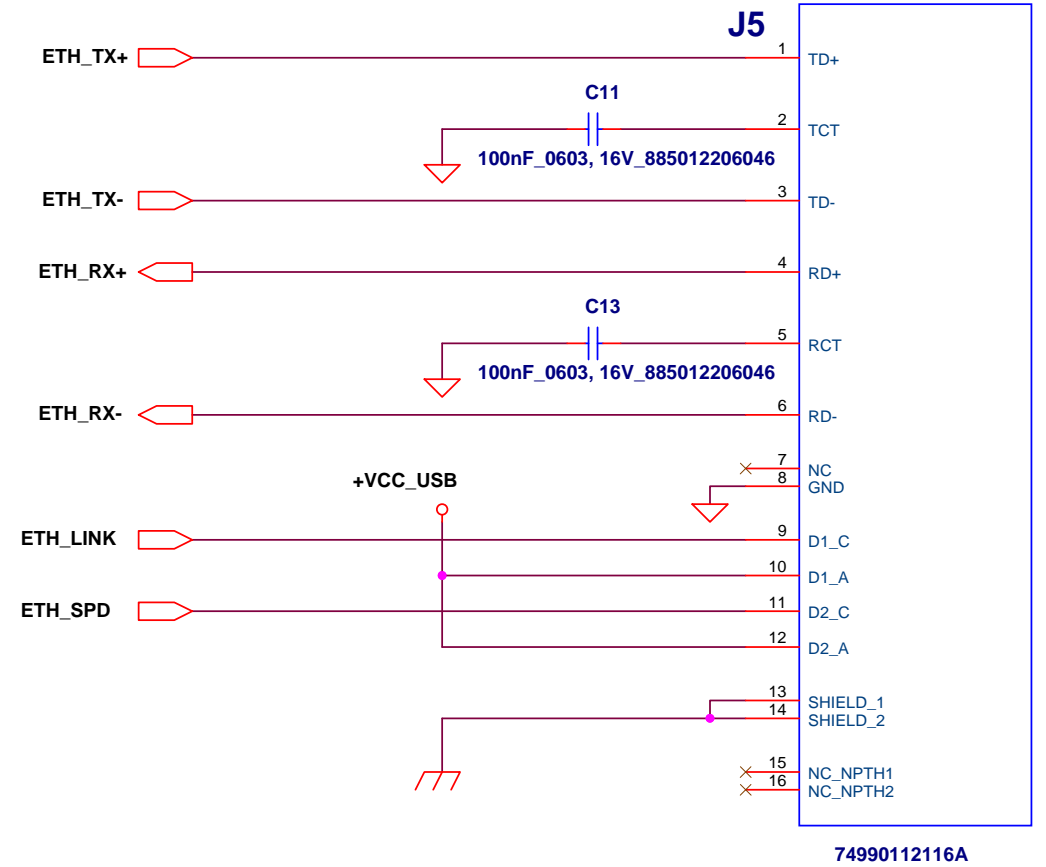 J5
ETH_TX+
1
TD+
C11
2
TCT
100nF_0603, 16V_885012206046
ETH_TX-
3
TD-
ETH_RX+
4
RD+
C13
5
RCT
100nF_0603, 16V_885012206046
ETH_RX-
6
RD-
7
NC
+VCC_USB
8
GND
ETH_LINK
9
D1_C
10
D1_A
ETH_SPD
11
D2_C
12
D2_A
13
SHIELD_1
14
SHIELD_2
15
NC_NPTH1
16
NC_NPTH2
74990112116A